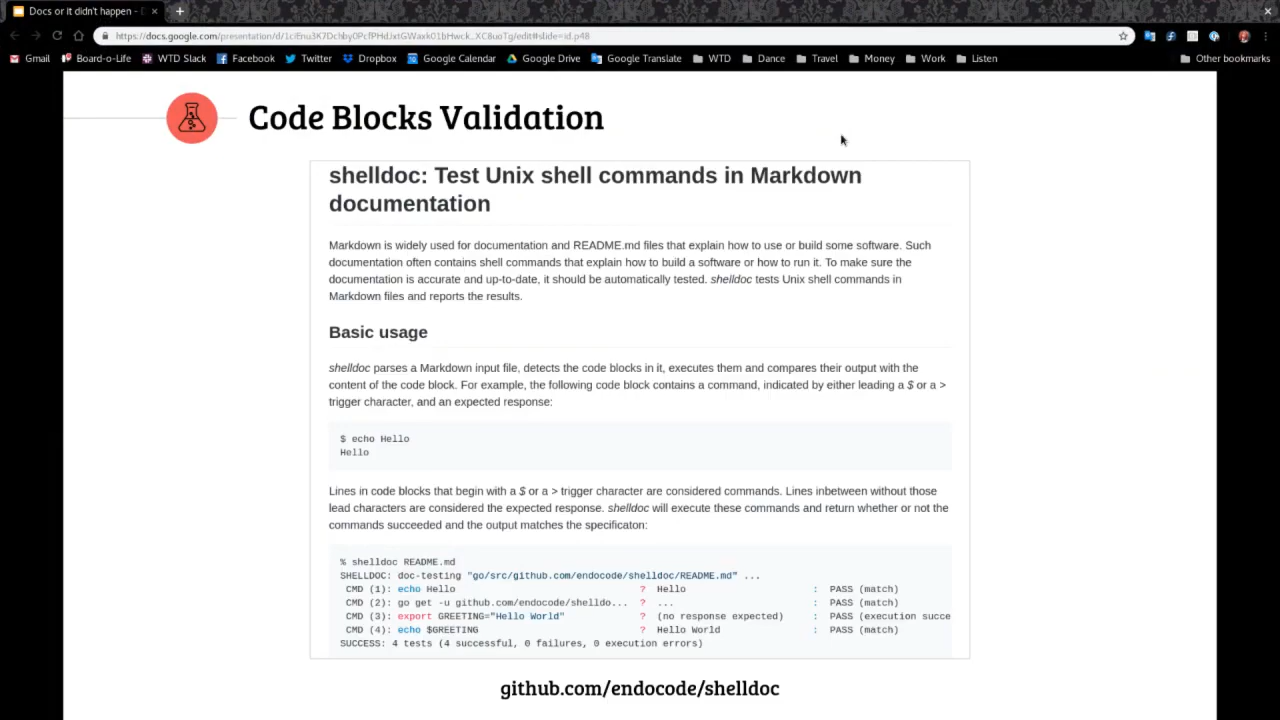 Docs or it didn't happen -
https://docs.google.com/presentation/d/
Gmail Board-o-Life WTD Slack Facebook Twitter Dropbox Google Calendar Google Drive Google Translate WTD Dance Travel Money Work Listen Other bookmarks
Code Blocks Validation
shelldoc: Test Unix shell commands in Markdown
documentation
Markdown is widely used for documentation and README.md files that explain how to use or build some software. Such
documentation often contains shell commands that explain how to build a software or how to run it. To make sure the
documentation is accurate and up-to-date, it should be automatically tested. shelldoc tests Unix shell commands in
Markdown files and reports the results.
Basic usage
shelldoc parses a Markdown input file, detects the code blocks in it, executes them and compares their output with the
content of the code block. For example, the following code block contains a command, indicated by either leading a $ or a >
trigger character, and an expected response:
$ echo Hello
Hello
Lines in code blocks that begin with a $ or a > trigger character are considered commands. Lines inbetween without those
lead characters are considered the expected response. shelldoc will execute these commands and return whether or not the
commands succeeded and the output matches the specificaton:
% shelldoc README.md
SHELLDOC: doc-testing "go/src/github.com/endocode/shelldoc/README.md" ...
CMD (1): echo Hello ? Hello : PASS (match)
CMD (2): go get -u github.com/endocode/shelldo... ? ... : PASS (match)
CMD (3): export GREETING="Hello World" ? (no response expected) : PASS (execution succe
CMD (4): echo $GREETING ? Hello World : PASS (match)
SUCCESS: 4 tests (4 successful, 0 failures, 0 execution errors)
github.com/endocode/shelldoc